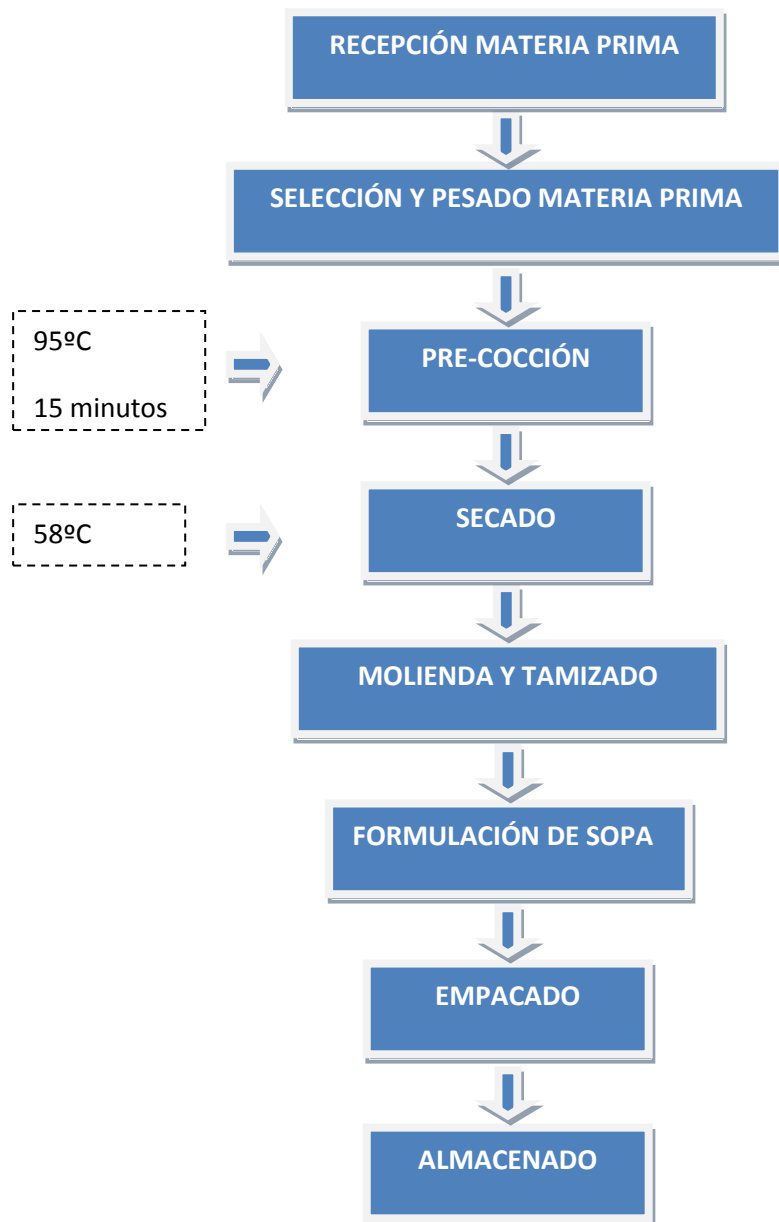 RECEPCIÓN MATERIA PRIMA
SELECCIÓN Y PESADO MATERIA PRIMA
95ºC
15 minutos
PRE-COCCIÓN
58ºC
SECADO
MOLIENDA Y TAMIZADO
FORMULACIÓN DE SOPA
EMPACADO
ALMACENADO